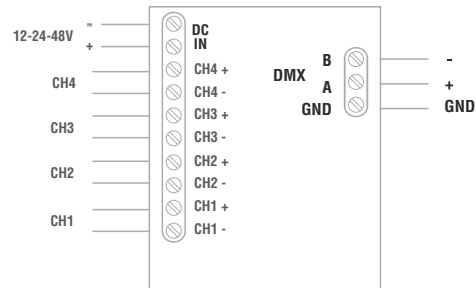 12-24-48V
-
+
DC
IN
CH4
CH4 +
CH4 -
CH3
CH3 +
CH3 -
CH2
CH2 +
CH2 -
CH1
CH1 +
CH1 -
DMX
B
-
A
+
GND
GND